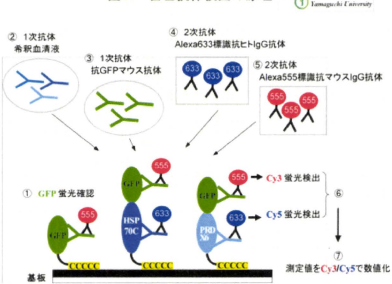 Yamaguchi University
② 1次抗体
希釈血清液
③ 1次抗体
抗GFPマウス抗体
④ 2次抗体
Alexa633標識抗ヒトIgG抗体
⑤ 2次抗体
Alexa555標識抗マウスIgG抗体
633 633 633
555 555 555
① GFP 蛍光確認
555
GFP
CCCCC
555
GFP
633
HSP
70C
CCCCC
555
GFP
633
PRD
X6
CCCCC
Cy3 蛍光検出
Cy5 蛍光検出
⑥
⑦
測定値をCy3/Cy5で数値化
基板